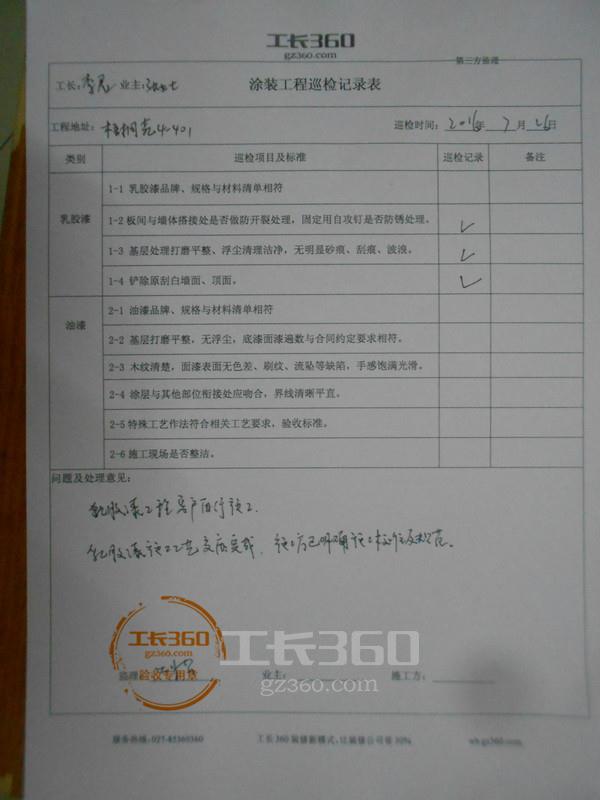 工长360
gz360.com
第三方监理
工长： 业主：
涂装工程巡检记录表
工程地址：梧桐苑4-2-401 巡检时间：2016年7月26日
类别 巡检项目及标准 巡检记录 备注
乳胶漆
1-1 乳胶漆品牌、规格与材料清单相符
1-2板间与墙体搭接处是否做防开裂处理，固定用自攻钉是否防锈处理。 ✓
1-3 基层处理打磨平整、浮尘清理洁净，无明显砂痕、刮痕、波浪。 ✓
1-4 铲除原刮白墙面、顶面。 ✓
油漆
2-1 油漆品牌、规格与材料清单相符
2-2 基层打磨平整，无浮尘，底漆面漆遍数与合同约定要求相符。
2-3 木纹清楚，面漆表面无色差、刷纹、流坠等缺陷，手感饱满光滑。
2-4 涂层与其他部位衔接处应吻合，界线清晰平直。
2-5特殊工艺作法符合相关工艺要求，验收标准。
2-6施工现场是否整洁。
问题及处理意见：
乳胶漆工程客户自行施工.
乳胶漆施工工艺交底完成，施工方已明确施工标准及规范。
工长360
验收专用章
工长360
gz360.com
监理： 业主： 施工方：
服务热线:027-85360360 工长360装修新模式，比装修公司省30% wh.gz360.com